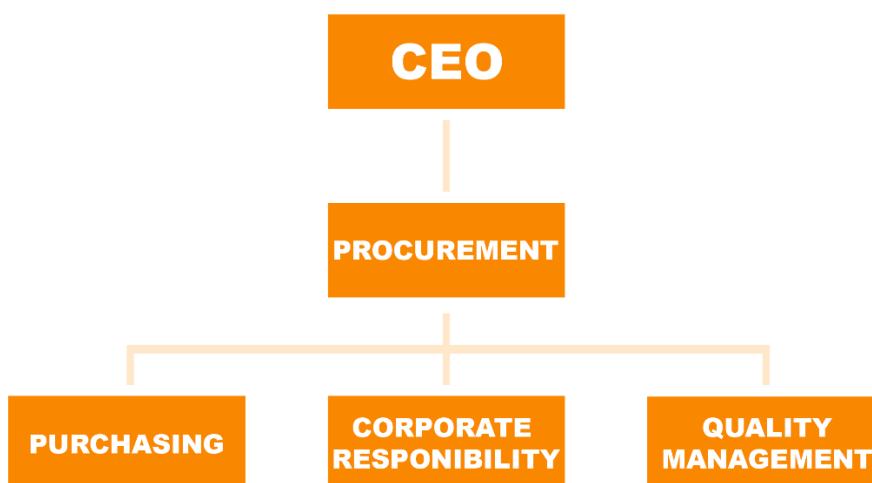 CEO
PROCUREMENT
PURCHASING
CORPORATE
RESPONIBILITY
QUALITY
MANAGEMENT